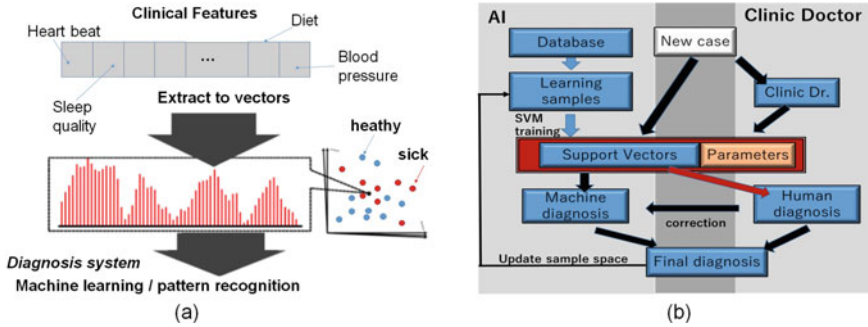 Clinical Features
Heart beat
Diet
...
Sleep
quality
Blood
pressure
Extract to vectors
heathy
sick
Diagnosis system
Machine learning / pattern recognition
(a)
AI
Clinic Doctor
Database
New case
Learning
samples
Clinic Dr.
SVM
training
Support Vectors
Parameters
Machine
diagnosis
Human
diagnosis
correction
Update sample space
Final diagnosis
(b)